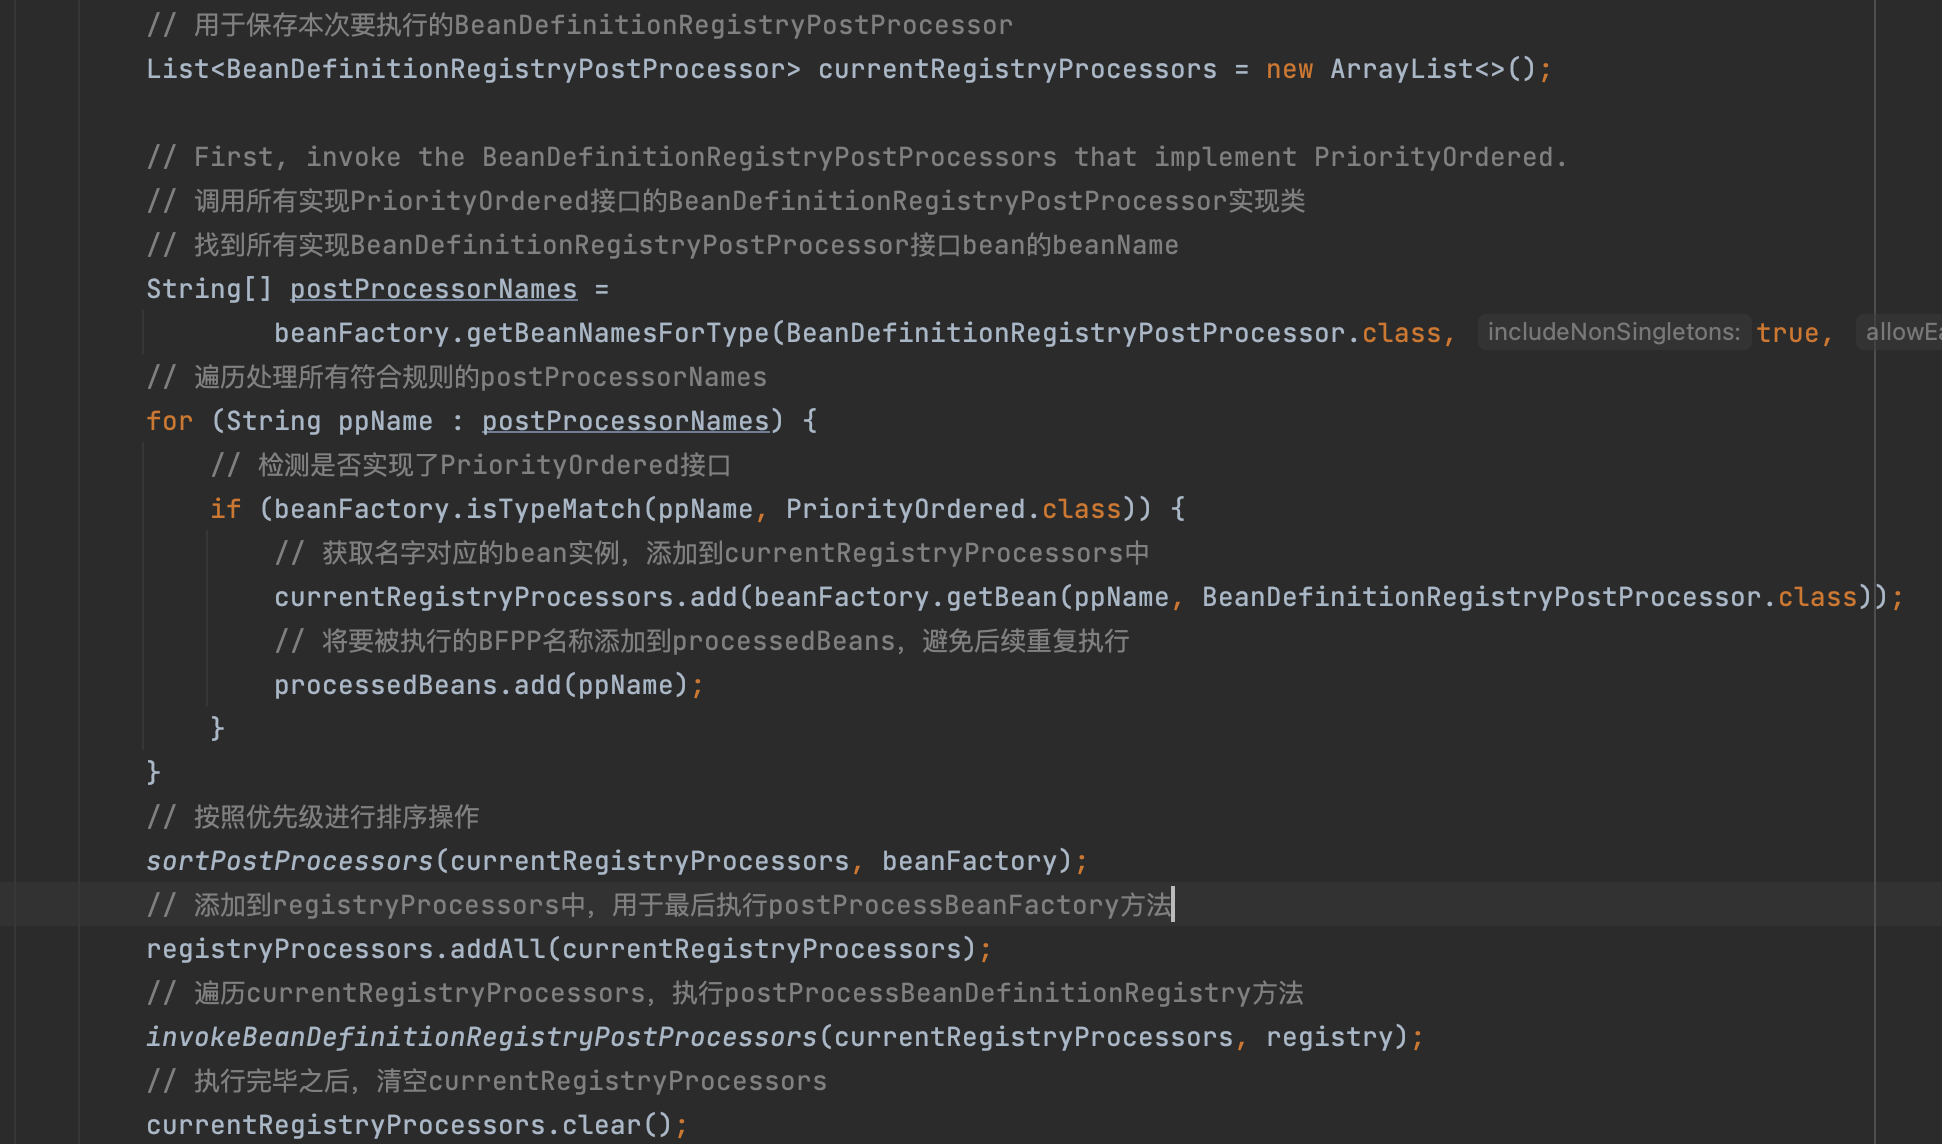 // 用于保存本次要执行的BeanDefinitionRegistryPostProcessor
List<BeanDefinitionRegistryPostProcessor> currentRegistryProcessors = new ArrayList<>();
// First, invoke the BeanDefinitionRegistryPostProcessors that implement PriorityOrdered.
// 调用所有实现PriorityOrdered接口的BeanDefinitionRegistryPostProcessor实现类
// 找到所有实现BeanDefinitionRegistryPostProcessor接口bean的beanName
String[] postProcessorNames =
beanFactory.getBeanNamesForType(BeanDefinitionRegistryPostProcessor.class, includeNonSingletons: true, allowEa
// 遍历处理所有符合规则的postProcessorNames
for (String ppName : postProcessorNames) {
// 检测是否实现了PriorityOrdered接口
if (beanFactory.isTypeMatch(ppName, PriorityOrdered.class)) {
// 获取名字对应的bean实例，添加到currentRegistryProcessors中
currentRegistryProcessors.add(beanFactory.getBean(ppName, BeanDefinitionRegistryPostProcessor.class));
// 将要被执行的BFPP名称添加到processedBeans，避免后续重复执行
processedBeans.add(ppName);
}
}
// 按照优先级进行排序操作
sortPostProcessors(currentRegistryProcessors, beanFactory);
// 添加到registryProcessors中，用于最后执行postProcessBeanFactory方法
registryProcessors.addAll(currentRegistryProcessors);
// 遍历currentRegistryProcessors，执行postProcessBeanDefinitionRegistry方法
invokeBeanDefinitionRegistryPostProcessors(currentRegistryProcessors, registry);
// 执行完毕之后，清空currentRegistryProcessors
currentRegistryProcessors.clear();